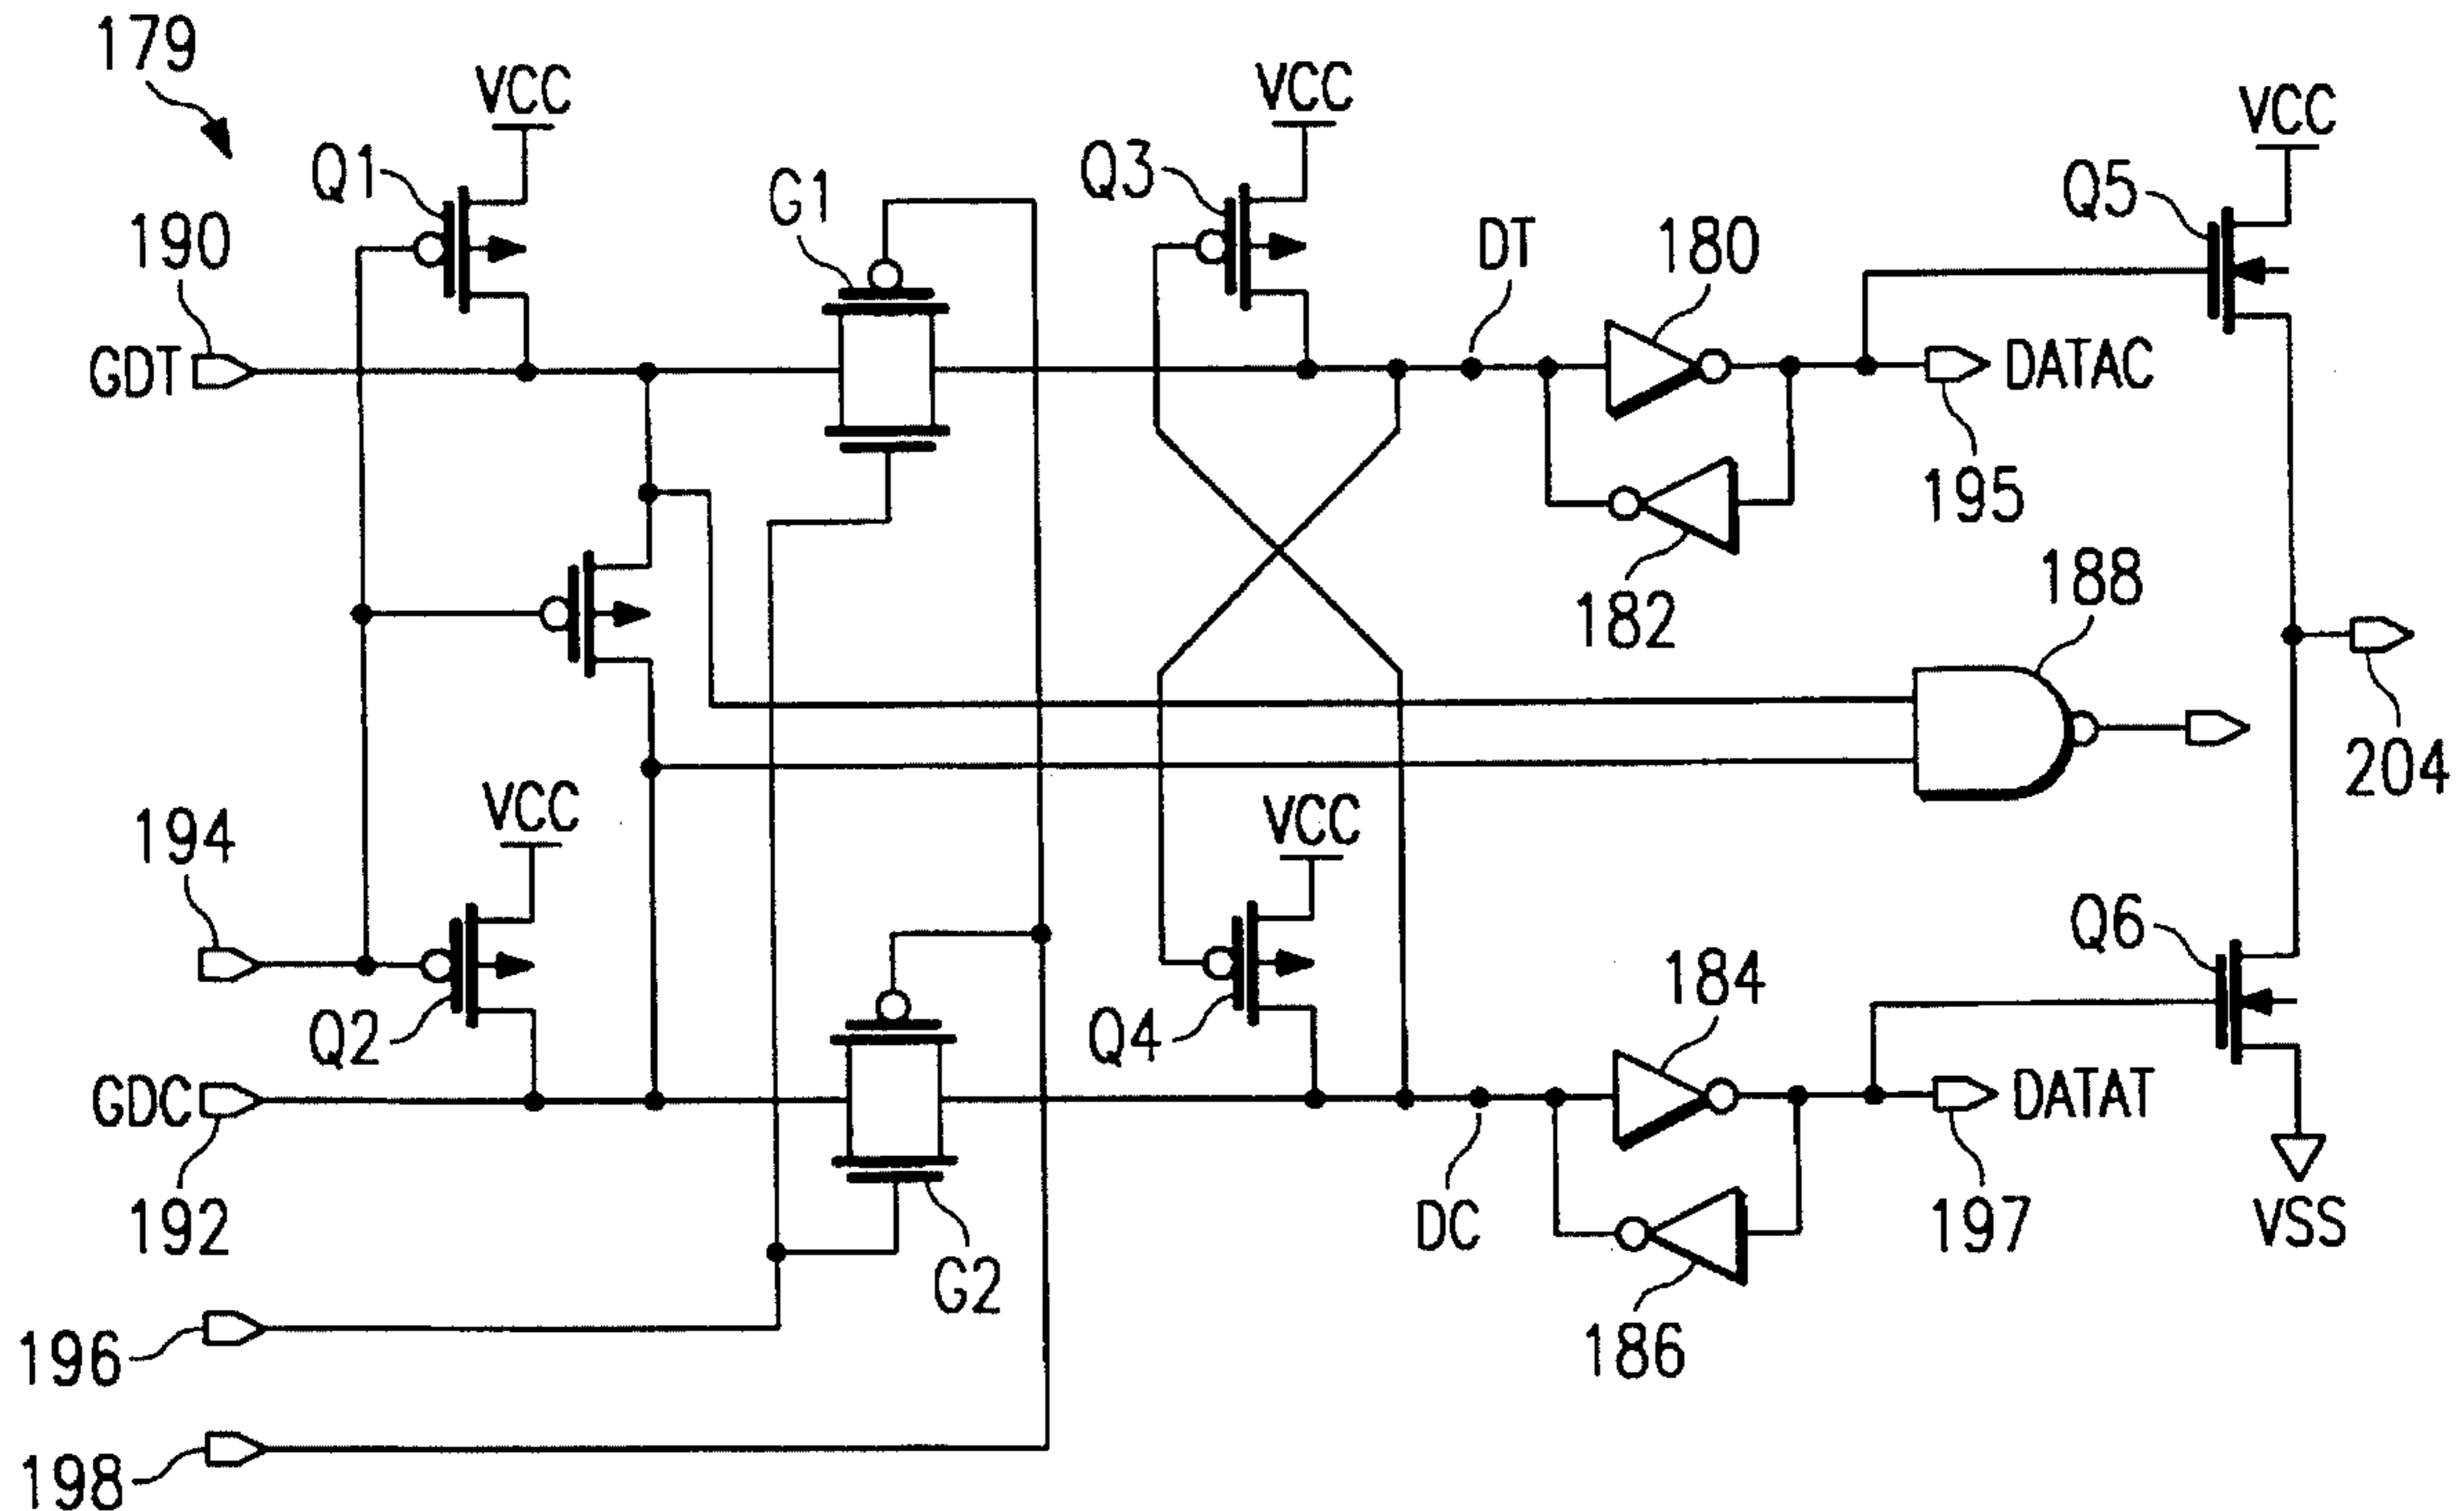 179
VCC
VCC
VCC
Q1
G1
Q3
Q5
190
DT
180
GDT
DATAC
195
182
188
204
VCC
VCC
194
Q6
184
Q2
Q4
GDC
DATAT
192
DC
197
VSS
G2
196
186
198